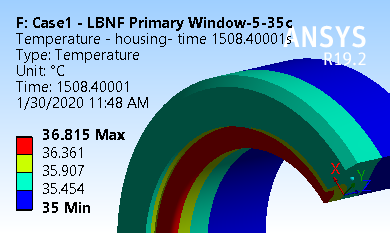 F: Case1 - LBNF Primary Window-5-35c
Temperature - housing- time 1508.40001s
Type: Temperature
Unit: °C
Time: 1508.40001
1/30/2020 11:48 AM
ANSYS
R19.2
36.815 Max
36.361
35.907
35.454
35 Min
X
Y
Z